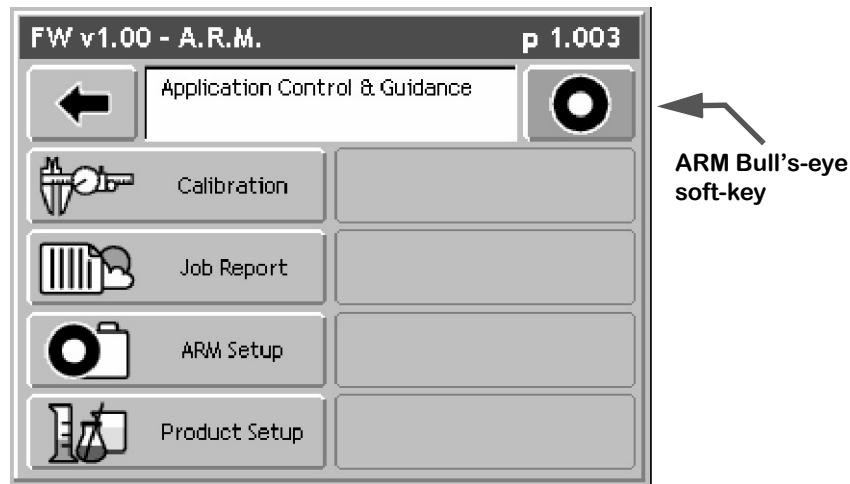 FW v1.00 - A.R.M. p 1.003
Application Control & Guidance
ARM Bull’s-eye
soft-key
Calibration
Job Report
ARM Setup
Product Setup